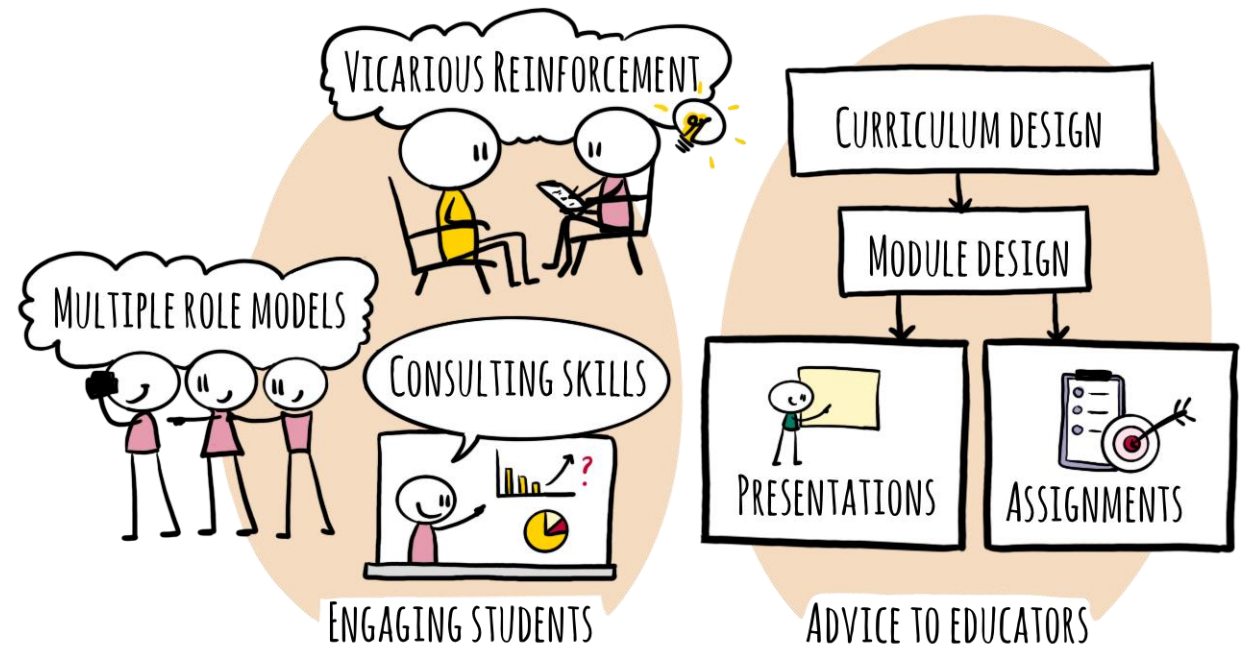 VICARIOUS REINFORCEMENT
MULTIPLE ROLE MODELS
CONSULTING SKILLS
?
ENGAGING STUDENTS
CURRICULUM DESIGN
MODULE DESIGN
PRESENTATIONS
ASSIGNMENTS
ADVICE TO EDUCATORS